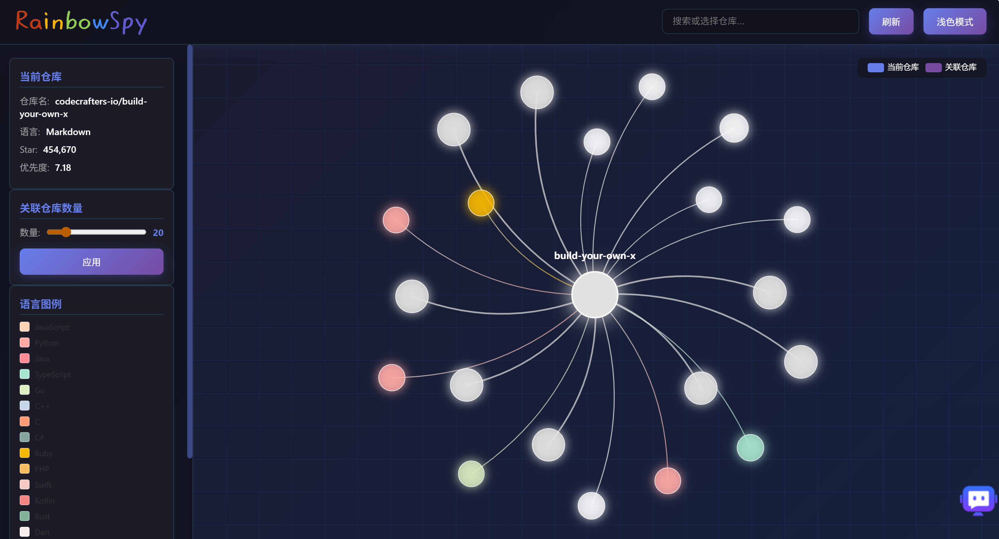 RainbowSpy
搜索或选择仓库...
刷新
浅色模式
当前仓库
仓库名: codecrafters-io/build-
your-own-x
语言: Markdown
Star: 454,670
优先度: 7.18
关联仓库数量
数量: 20
应用
语言图例
JavaScript
Python
Java
TypeScript
Go
C++
C
C#
Ruby
PHP
Swift
Kotlin
Rust
Dart
当前仓库 关联仓库
build-your-own-x